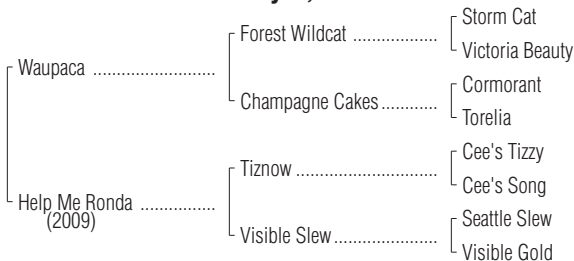 Storm Cat
Forest Wildcat ..................
Victoria Beauty
Waupaca ..........................
Cormorant
Champagne Cakes............
Torelia
Cee's Tizzy
Tiznow ..............................
Cee's Song
Help Me Ronda ................
(2009)
Seattle Slew
Visible Slew......................
Visible Gold